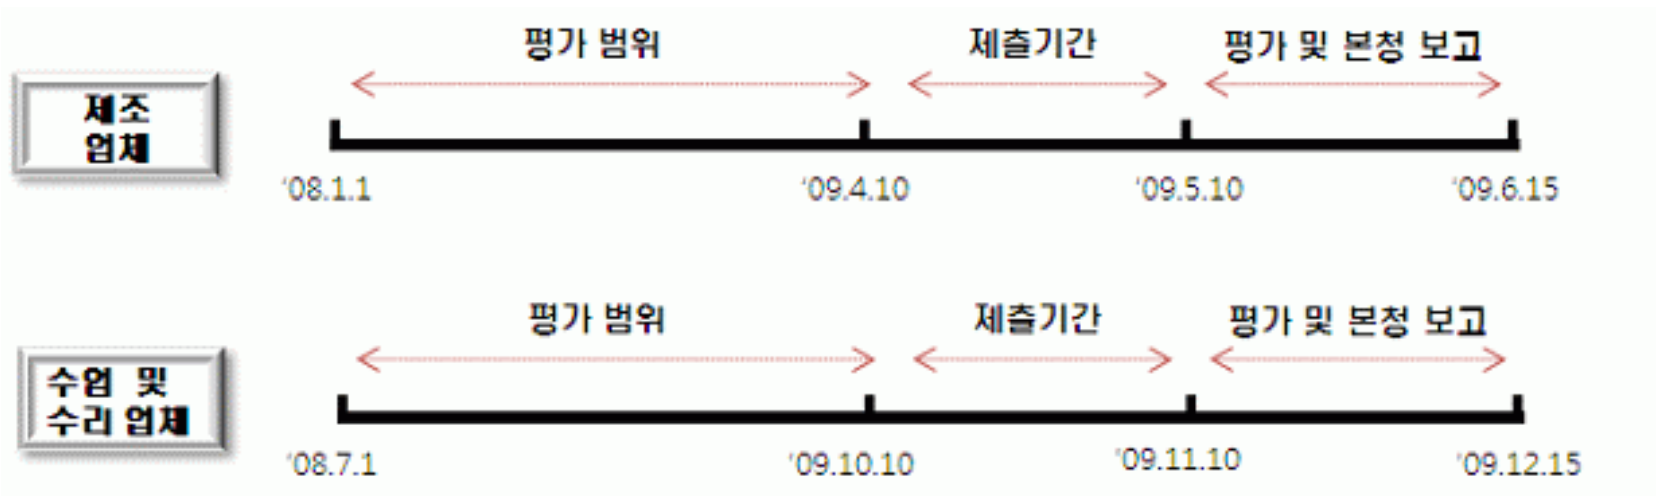 평가 범위 제출기간 평가 및 본청 보고
제조
업체
'08.1.1 '09.4.10 '09.5.10 '09.6.15
평가 범위 제출기간 평가 및 본청 보고
수입 및
수리 업체
'08.7.1 '09.10.10 '09.11.10 '09.12.15